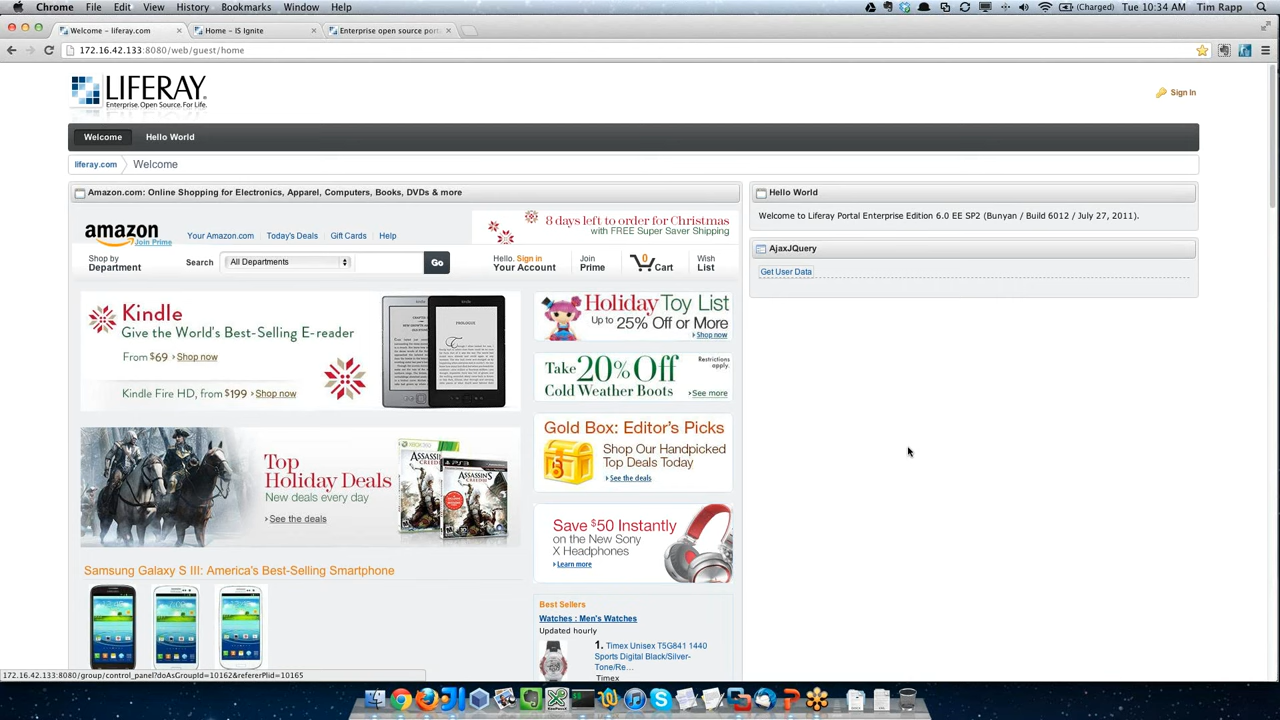 Chrome File Edit View History Bookmarks Window Help (Charged) Tue 10:34 AM Tim Rapp
Welcome – liferay.com Home – IS Ignite Enterprise open source port
172.16.42.133:8080/web/guest/home
LIFERAY.
Enterprise. Open Source. For Life.
Sign In
Welcome Hello World
liferay.com Welcome
Amazon.com: Online Shopping for Electronics, Apparel, Computers, Books, DVDs & more
amazon
Join Prime
Your Amazon.com Today's Deals Gift Cards Help
8 days left to order for Christmas
with FREE Super Saver Shipping
Shop by
Department
Search All Departments Go
Hello. Sign in
Your Account
Join
Prime
0
Cart
Wish
List
Kindle
Give the World's Best-Selling E-reader
From $69 › Shop now
Kindle Fire HD, from $199 › Shop now
Holiday Toy List
Up to 25% Off or More
› Shop now
Take 20% Off
Cold Weather Boots
Restrictions
apply.
› See more
Gold Box: Editor's Picks
Shop Our Handpicked
Top Deals Today
› See the deals
Top
Holiday Deals
New deals every day
› See the deals
Save $50 Instantly
on the New Sony
X Headphones
› Learn more
Samsung Galaxy S III: America's Best-Selling Smartphone
Best Sellers
Watches : Men's Watches
Updated hourly
1. Timex Unisex T5G841 1440
Sports Digital Black/Silver-
Tone/Re...
Timex
Hello World
Welcome to Liferay Portal Enterprise Edition 6.0 EE SP2 (Bunyan / Build 6012 / July 27, 2011).
AjaxJQuery
Get User Data
172.16.42.133:8080/group/control_panel?doAsGroupId=10162&refererPlid=10165